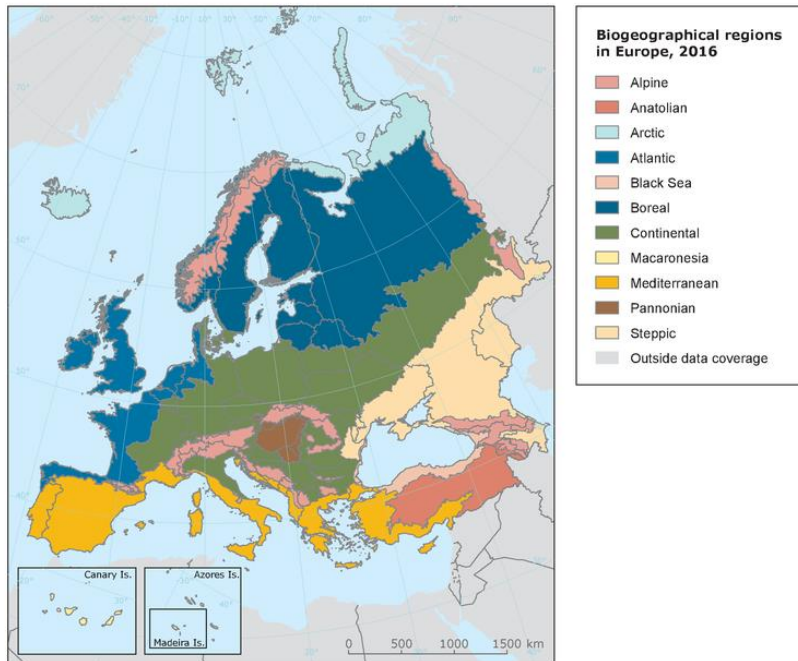 Biogeographical regions
in Europe, 2016
Alpine
Anatolian
Arctic
Atlantic
Black Sea
Boreal
Continental
Macaronesia
Mediterranean
Pannonian
Steppic
Outside data coverage
Canary Is.
Azores Is.
Madeira Is.
0 500 1000 1500 km